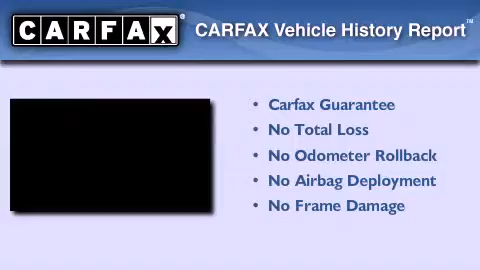 CARFAX® CARFAX Vehicle History Report™
• Carfax Guarantee
• No Total Loss
• No Odometer Rollback
• No Airbag Deployment
• No Frame Damage